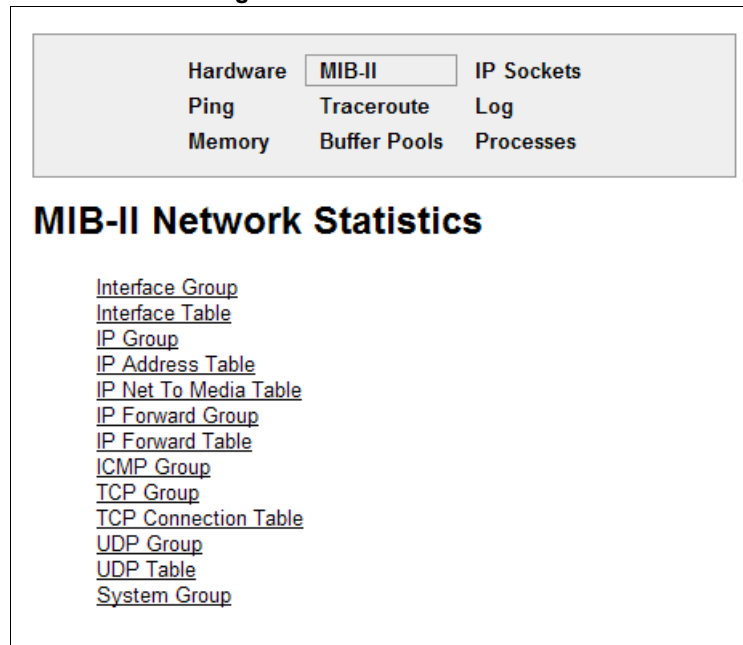 Hardware MIB-II IP Sockets
Ping Traceroute Log
Memory Buffer Pools Processes
MIB-II Network Statistics
Interface Group
Interface Table
IP Group
IP Address Table
IP Net To Media Table
IP Forward Group
IP Forward Table
ICMP Group
TCP Group
TCP Connection Table
UDP Group
UDP Table
System Group